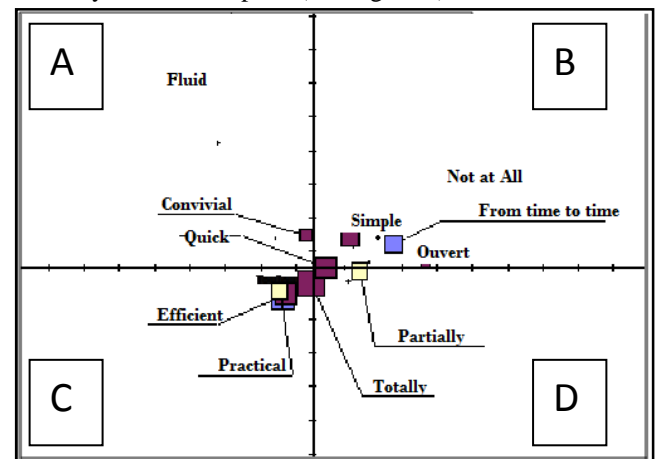 A
B
Fluid
Not at All
Convivial
Simple
From time to time
Quick
Ouvert
Efficient
Partially
Practical
Totally
C
D